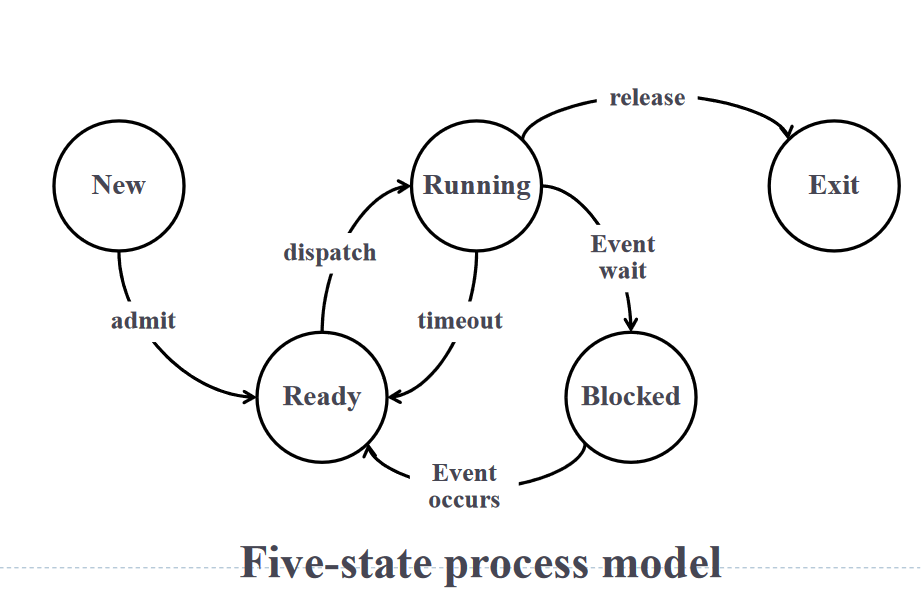 release
New
Running
Exit
Event
wait
dispatch
admit
timeout
Ready
Blocked
Event
occurs
Five-state process model